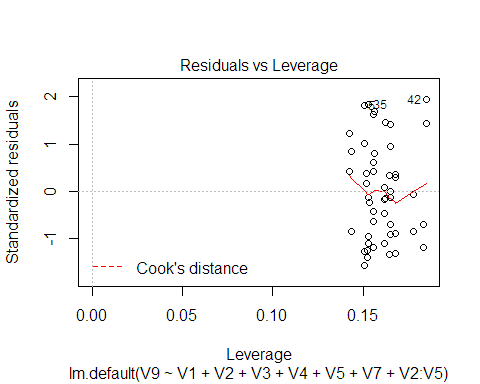 Residuals vs Leverage
Standardized residuals
2
1
0
-1
35
42
Cook's distance
0.00 0.05 0.10 0.15
Leverage
lm.default(V9 ~ V1 + V2 + V3 + V4 + V5 + V7 + V2:V5)